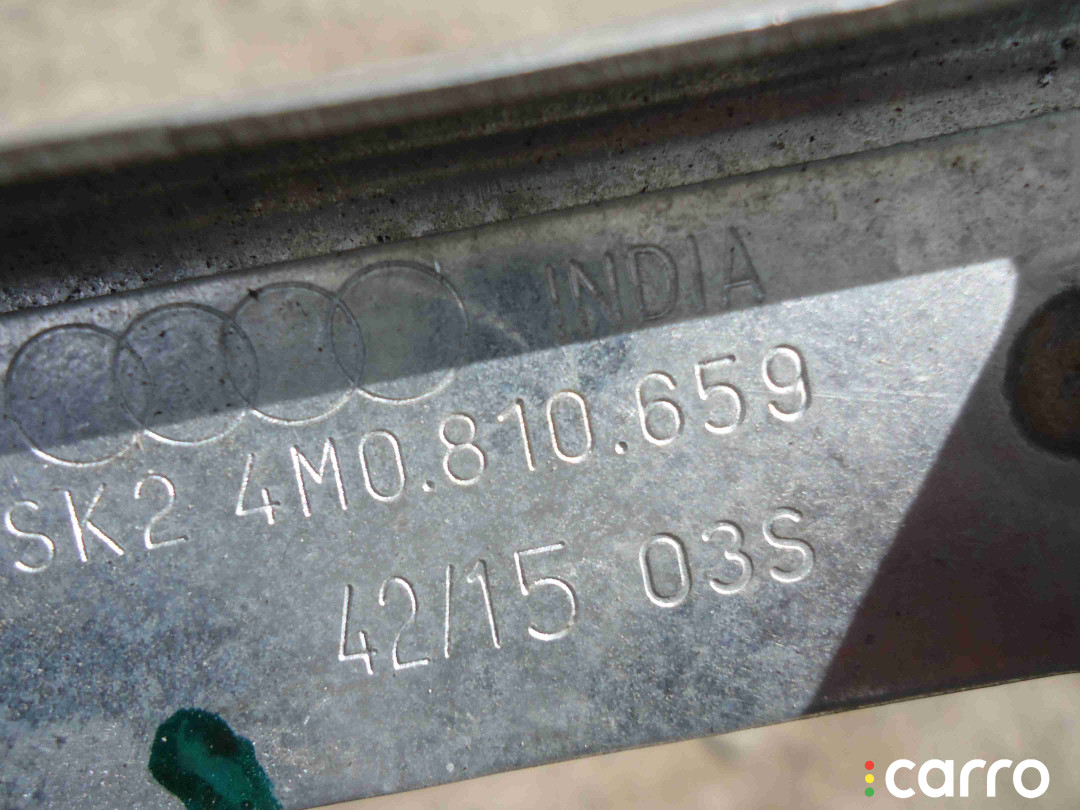 INDIA
SK2 4M0.810.659
42/15 03S
carro